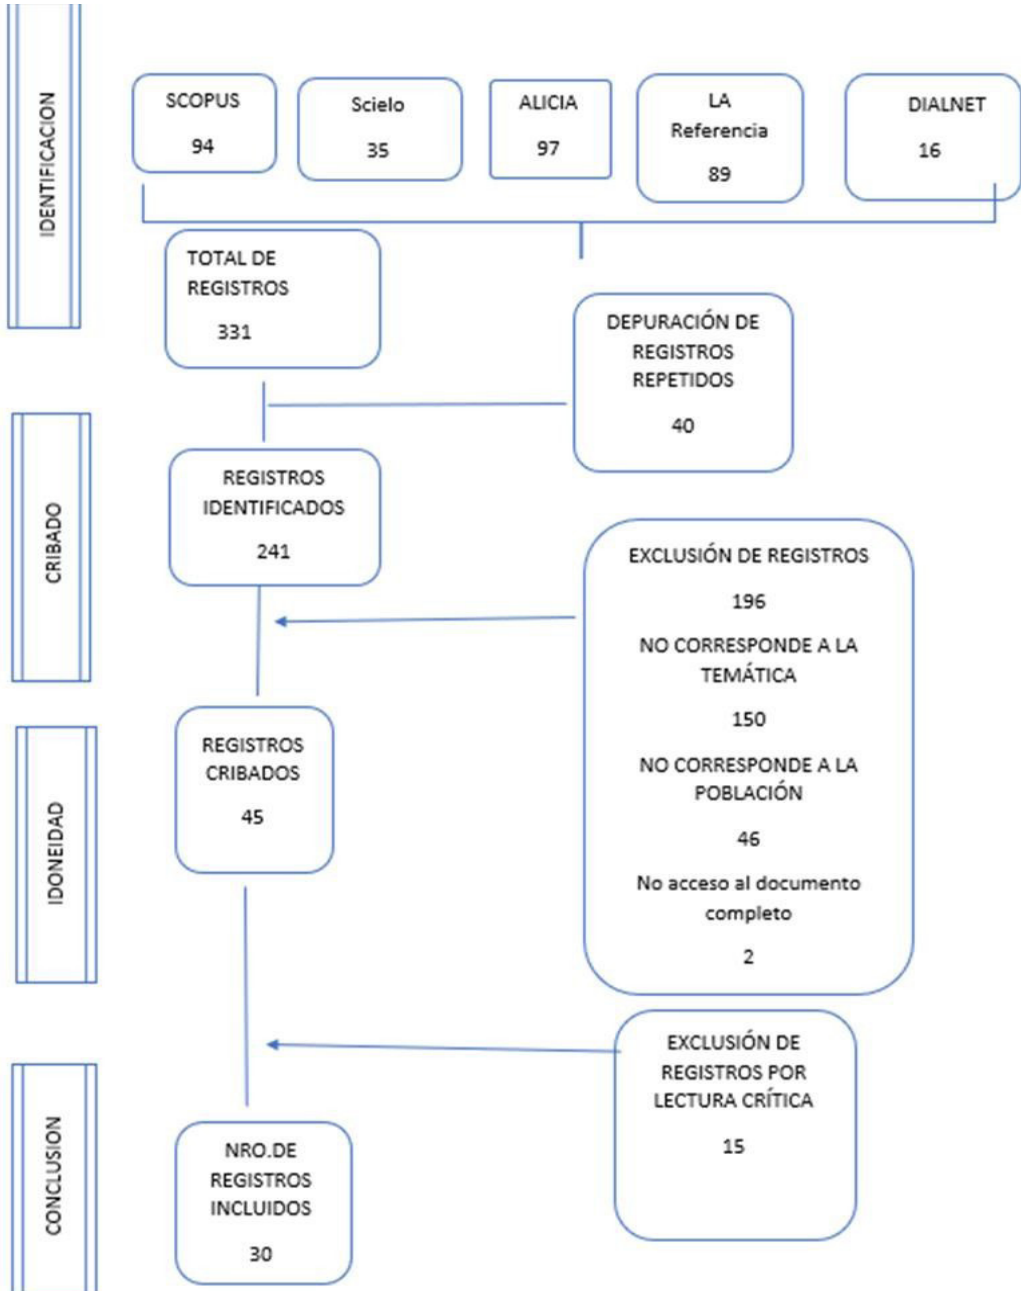 IDENTIFICACION
SCOPUS
94
Scielo
35
ALICIA
97
LA
Referencia
89
DIALNET
16
TOTAL DE
REGISTROS
331
DEPURACIÓN DE
REGISTROS
REPETIDOS
40
CRIBADO
REGISTROS
IDENTIFICADOS
241
EXCLUSIÓN DE REGISTROS
196
NO CORRESPONDE A LA
TEMÁTICA
150
NO CORRESPONDE A LA
POBLACIÓN
46
No acceso al documento
completo
2
IDONEIDAD
REGISTROS
CRIBADOS
45
EXCLUSIÓN DE
REGISTROS POR
LECTURA CRÍTICA
15
CONCLUSION
NRO.DE
REGISTROS
INCLUIDOS
30